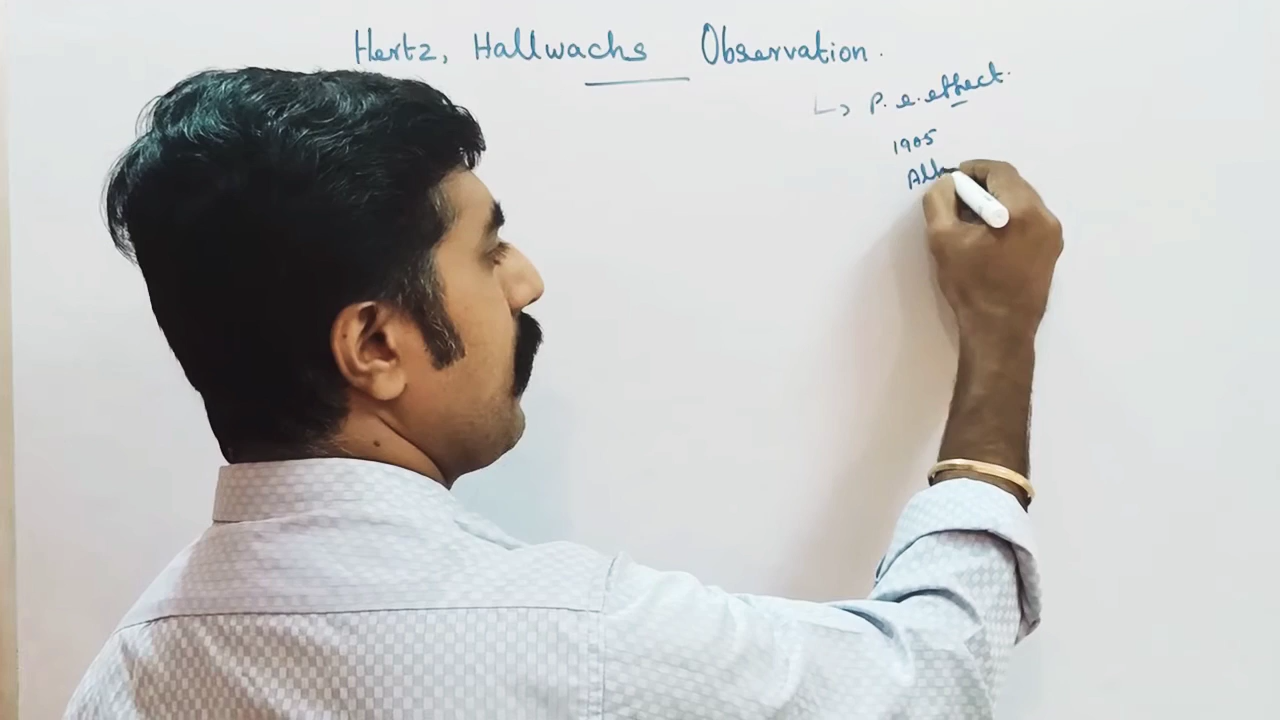 Hertz, Hallwachs Observation.
↳ P.e.effect.
1905
Alb